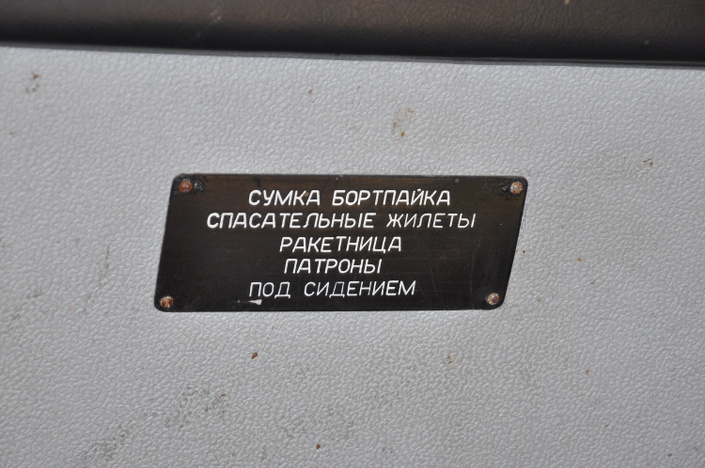 СУМКА БОРТПАЙКА
СПАСАТЕЛЬНЫЕ ЖИЛЕТЫ
РАКЕТНИЦА
ПАТРОНЫ
ПОД СИДЕНИЕМ